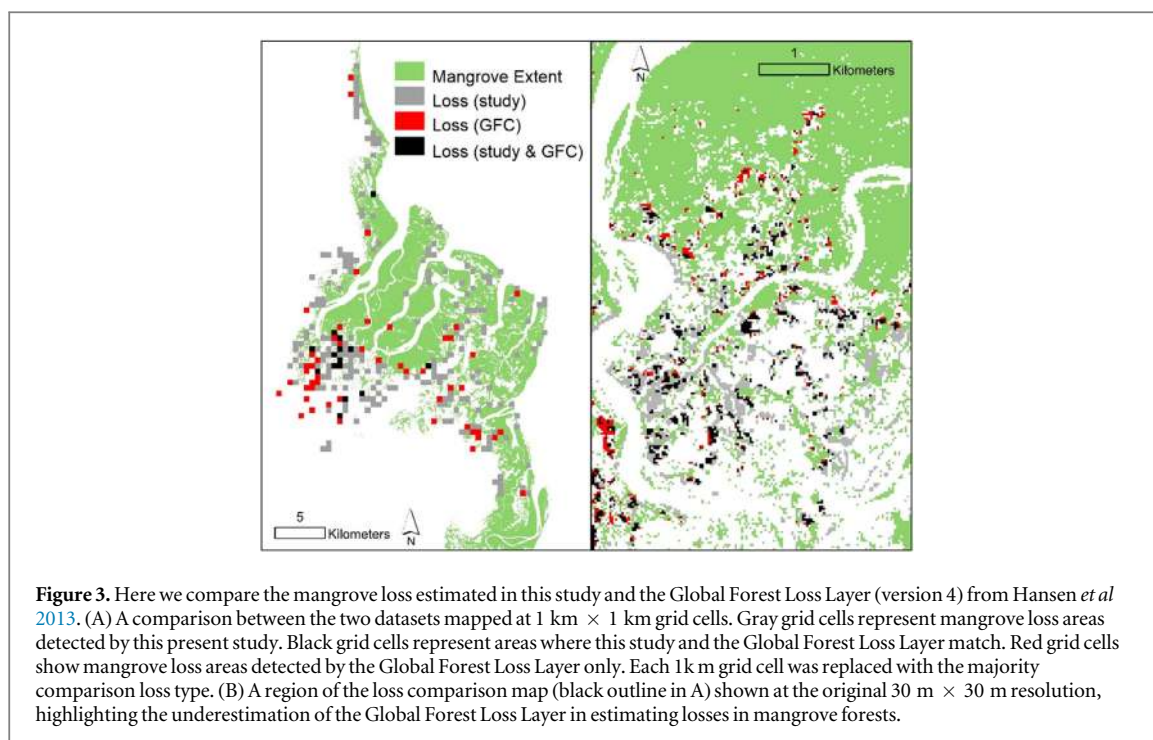 Mangrove Extent
Loss (study)
Loss (GFC)
Loss (study & GFC)
5
Kilometers
N
1
Kilometers
N
Figure 3. Here we compare the mangrove loss estimated in this study and the Global Forest Loss Layer (version 4) from Hansen et al
2013. (A) A comparison between the two datasets mapped at 1 km × 1 km grid cells. Gray grid cells represent mangrove loss areas
detected by this present study. Black grid cells represent areas where this study and the Global Forest Loss Layer match. Red grid cells
show mangrove loss areas detected by the Global Forest Loss Layer only. Each 1k m grid cell was replaced with the majority
comparison loss type. (B) A region of the loss comparison map (black outline in A) shown at the original 30 m × 30 m resolution,
highlighting the underestimation of the Global Forest Loss Layer in estimating losses in mangrove forests.